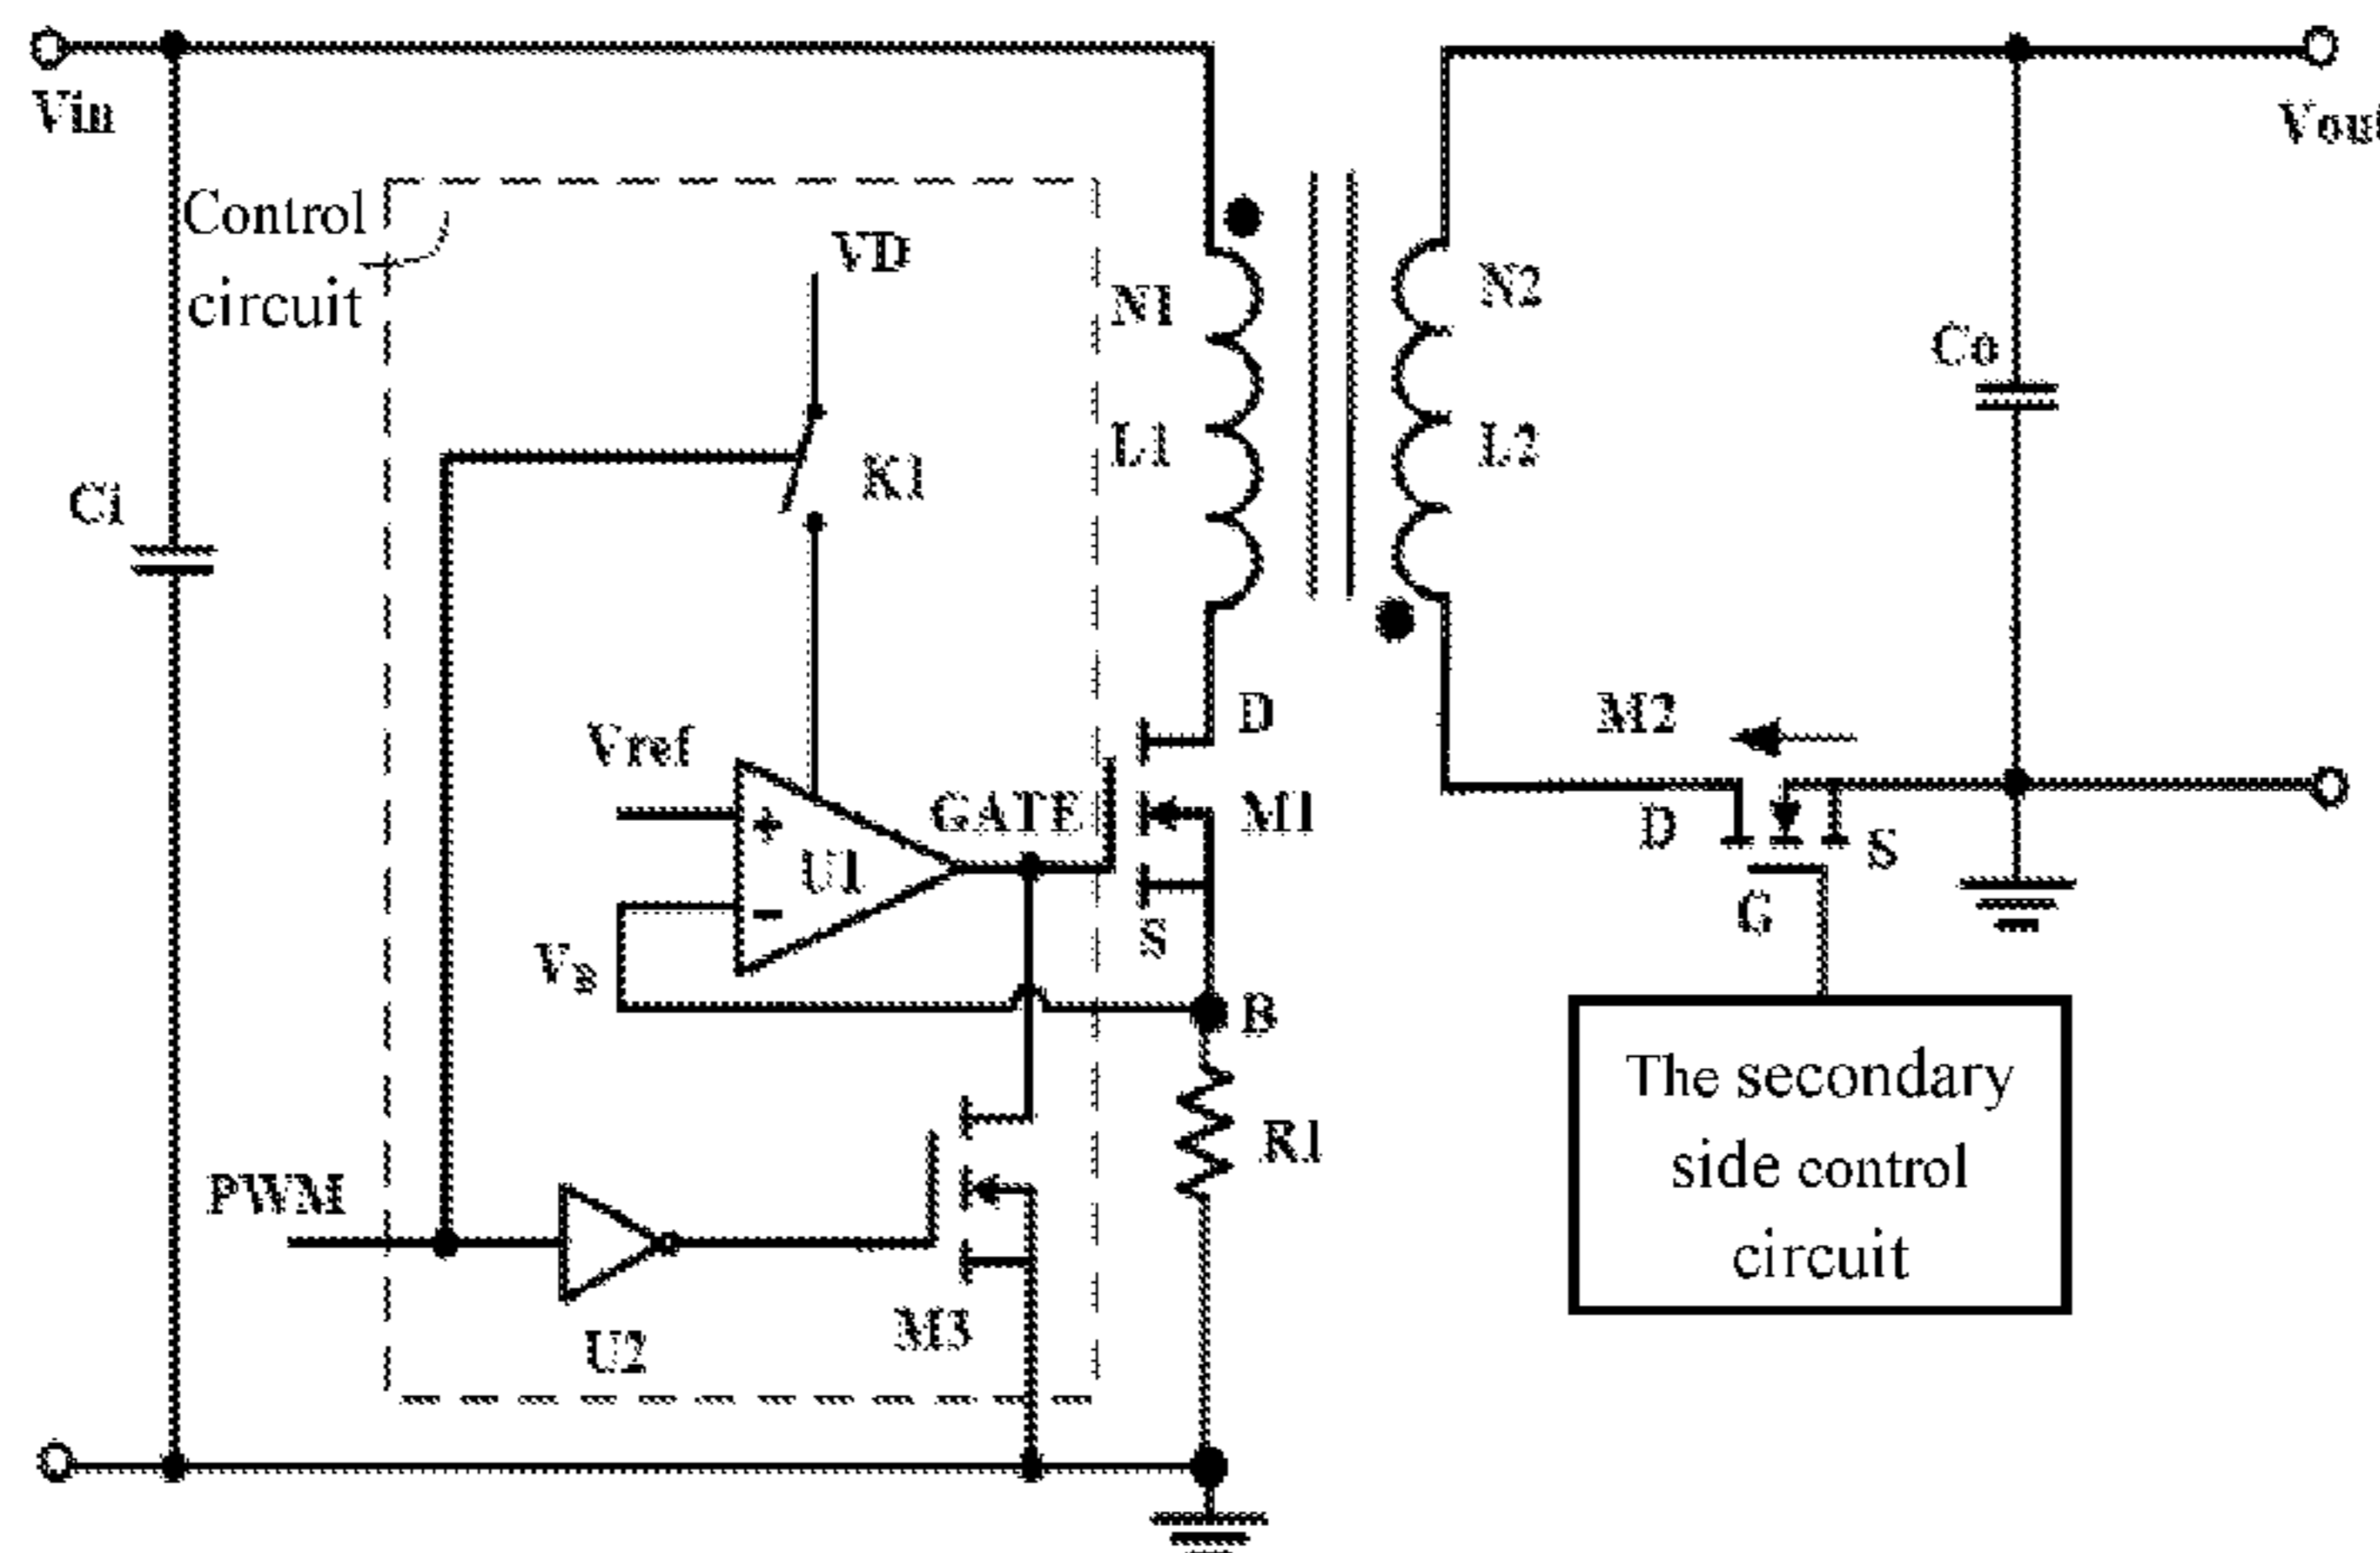 Vin
Vout
Control
circuit
VD
N1
N2
Co
K1
L1
L2
Ci
D
M2
Vref
GATE
M1
+
U1
D
S
-
G
S
VB
B
The secondary
side control
circuit
R1
PWM
M3
U2